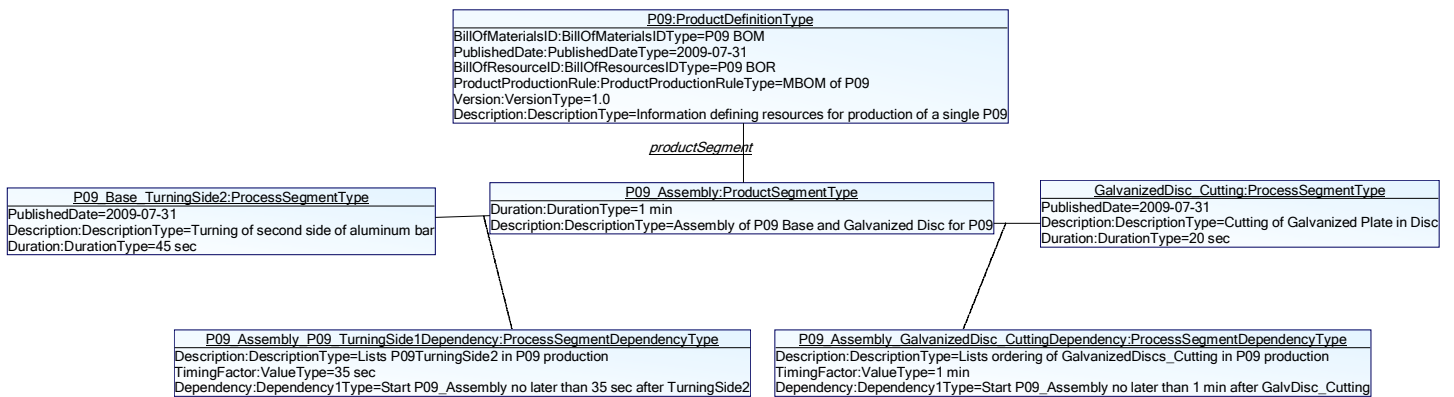 P09:ProductDefinitionType
BillOfMaterialsID:BillOfMaterialsIDType=P09 BOM
PublishedDate:PublishedDateType=2009-07-31
BillOfResourceID:BillOfResourcesIDType=P09 BOR
ProductProductionRule:ProductProductionRuleType=MBOM of P09
Version:VersionType=1.0
Description:DescriptionType=Information defining resources for production of a single P09
productSegment
P09_Base_TurningSide2:ProcessSegmentType
PublishedDate=2009-07-31
Description:DescriptionType=Turning of second side of aluminum bar
Duration:DurationType=45 sec
P09_Assembly:ProductSegmentType
Duration:DurationType=1 min
Description:DescriptionType=Assembly of P09 Base and Galvanized Disc for P09
GalvanizedDisc_Cutting:ProcessSegmentType
PublishedDate=2009-07-31
Description:DescriptionType=Cutting of Galvanized Plate in Disc
Duration:DurationType=20 sec
P09_Assembly_P09_TurningSide1Dependency:ProcessSegmentDependencyType
Description:DescriptionType=Lists P09TurningSide2 in P09 production
TimingFactor:ValueType=35 sec
Dependency:Dependency1Type=Start P09_Assembly no later than 35 sec after TurningSide2
P09_Assembly_GalvanizedDisc_CuttingDependency:ProcessSegmentDependencyType
Description:DescriptionType=Lists ordering of GalvanizedDiscs_Cutting in P09 production
TimingFactor:ValueType=1 min
Dependency:Dependency1Type=Start P09_Assembly no later than 1 min after GalvDisc_Cutting